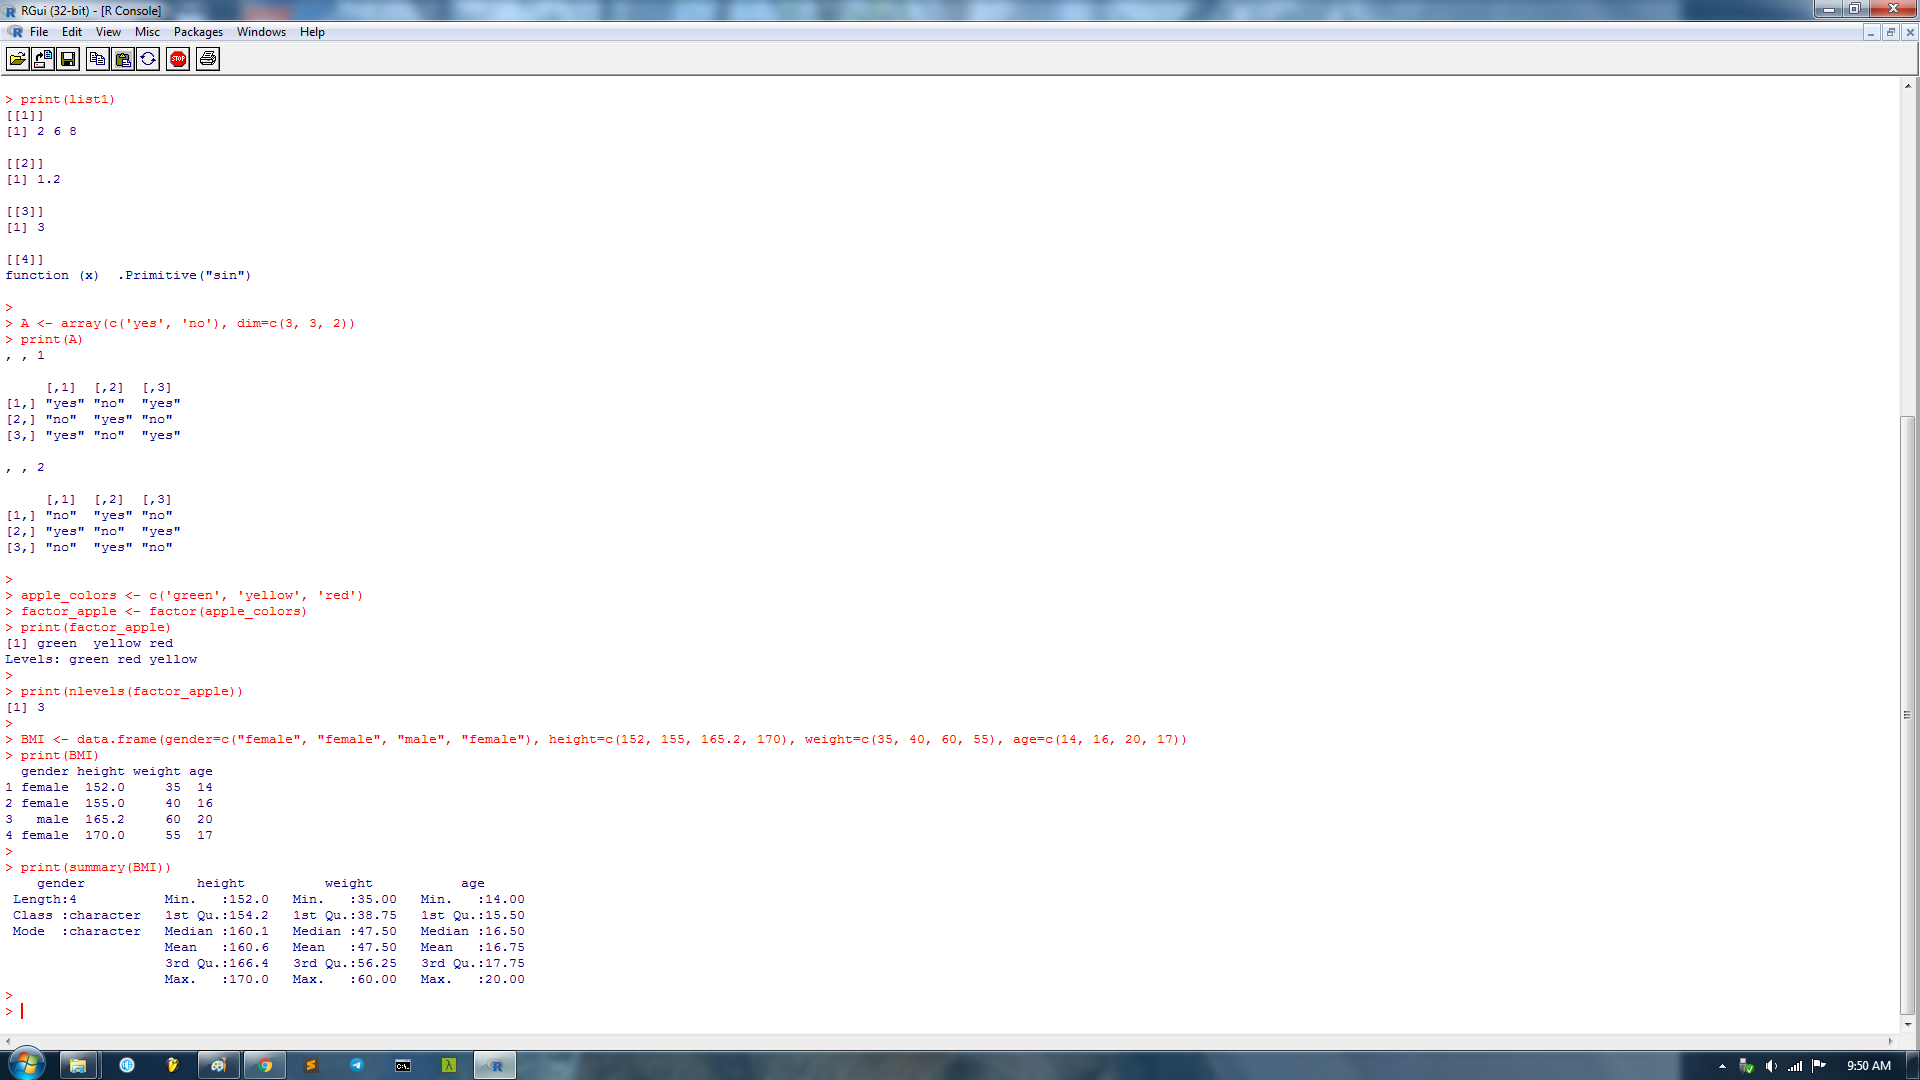 RGui (32-bit) - [R Console]
File Edit View Misc Packages Windows Help
STOP
> print(list1)
[[1]]
[1] 2 6 8

[[2]]
[1] 1.2

[[3]]
[1] 3

[[4]]
function (x)  .Primitive("sin")

>
> A <- array(c('yes', 'no'), dim=c(3, 3, 2))
> print(A)
, , 1

     [,1]  [,2]  [,3]
[1,] "yes" "no"  "yes"
[2,] "no"  "yes" "no"
[3,] "yes" "no"  "yes"

, , 2

     [,1]  [,2]  [,3]
[1,] "no"  "yes" "no"
[2,] "yes" "no"  "yes"
[3,] "no"  "yes" "no"

>
> apple_colors <- c('green', 'yellow', 'red')
> factor_apple <- factor(apple_colors)
> print(factor_apple)
[1] green  yellow red
Levels: green red yellow
>
> print(nlevels(factor_apple))
[1] 3
>
> BMI <- data.frame(gender=c("female", "female", "male", "female"), height=c(152, 155, 165.2, 170), weight=c(35, 40, 60, 55), age=c(14, 16, 20, 17))
> print(BMI)
  gender height weight age
1 female  152.0     35  14
2 female  155.0     40  16
3   male  165.2     60  20
4 female  170.0     55  17
>
> print(summary(BMI))
    gender              height          weight           age
 Length:4           Min.   :152.0   Min.   :35.00   Min.   :14.00
 Class :character   1st Qu.:154.2   1st Qu.:38.75   1st Qu.:15.50
 Mode  :character   Median :160.1   Median :47.50   Median :16.50
                    Mean   :160.6   Mean   :47.50   Mean   :16.75
                    3rd Qu.:166.4   3rd Qu.:56.25   3rd Qu.:17.75
                    Max.   :170.0   Max.   :60.00   Max.   :20.00
>
>
9:50 AM